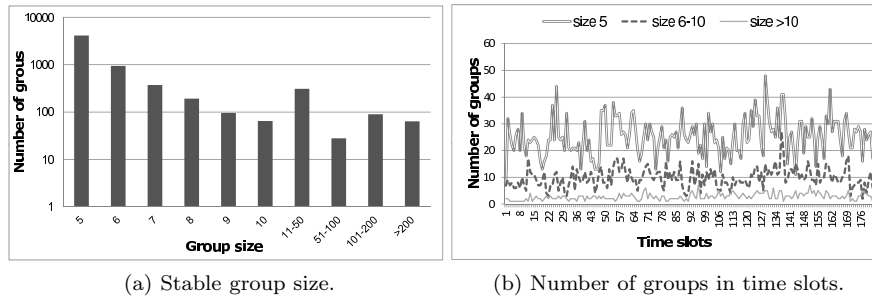 10000
1000
100
10
1
Number of grous
5 6 7 8 9 10 11-50 51-100 101-200 >200
Group size
(a) Stable group size.
size 5 size 6-10 size >10
60
50
40
30
20
10
0
Number of groups
1 8 15 22 29 36 43 50 57 64 71 78 85 92 99 106 113 120 127 134 141 148 155 162 169 176
Time slots
(b) Number of groups in time slots.